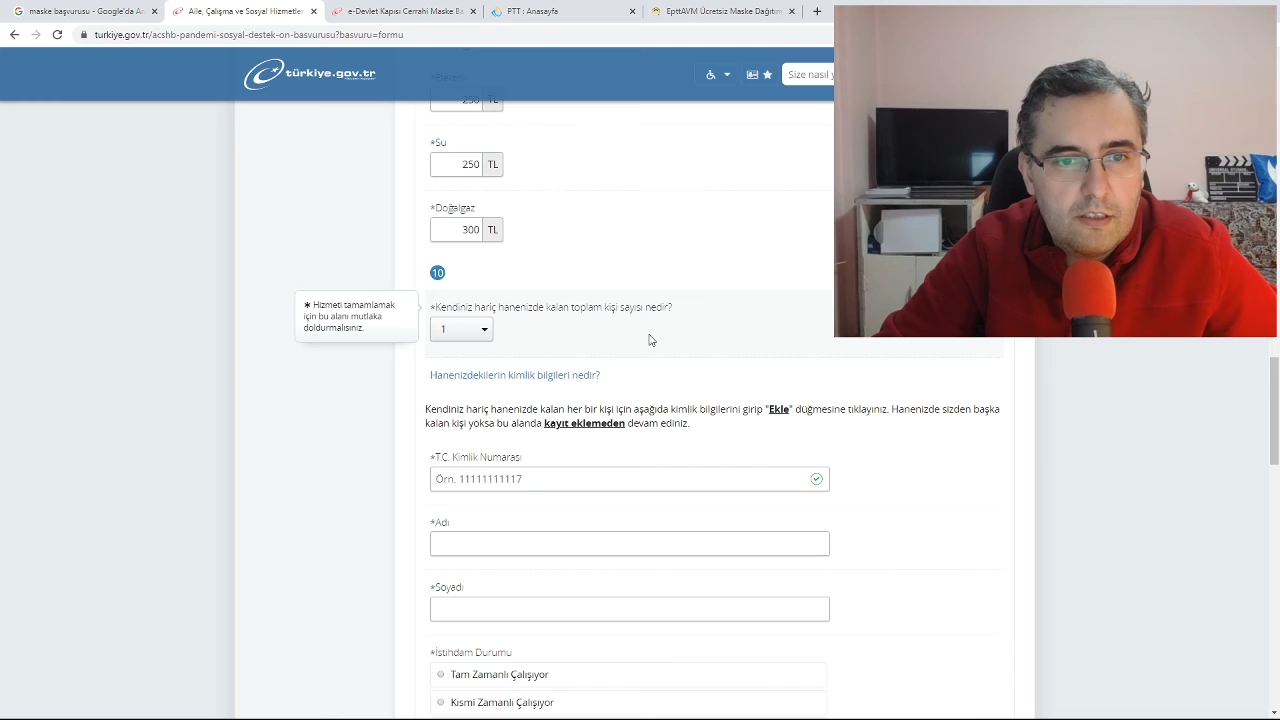 maske başvurusu - Google'da Ar
Aile, Çalışma ve Sosyal Hizmetler
e-Devlet Kapısı Cerrahi Maske Ba
PTT : Anasayfa
EpttAVM Ücretsiz Maske Dağıtım
turkiye.gov.tr/acshb-pandemi-sosyal-destek-on-basvurusu?basvuru=formu
türkiye.gov.tr
Size nasıl y
250 TL
*Su
250 TL
*Doğalgaz
300 TL
10
* Hizmeti tamamlamak
için bu alanı mutlaka
doldurmalısınız.
*Kendiniz hariç hanenizde kalan toplam kişi sayısı nedir?
1
Hanenizdekilerin kimlik bilgileri nedir?
Kendiniz hariç hanenizde kalan her bir kişi için aşağıda kimlik bilgilerini girip "Ekle" düğmesine tıklayınız. Hanenizde sizden başka
kalan kişi yoksa bu alanda kayıt eklemeden devam ediniz.
*T.C. Kimlik Numarası
Örn. 11111111117
*Adı
*Soyadı
*İstihdam Durumu
Tam Zamanlı Çalışıyor
Kısmi Zamanlı Çalışıyor
UNIVERSAL STUDIOS